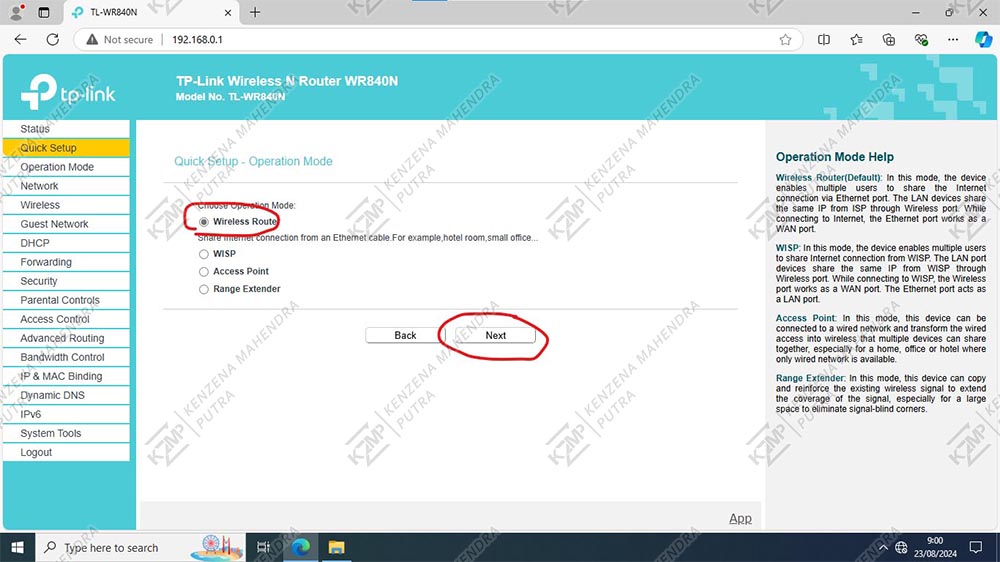 TL-WR840N
Not secure
192.168.0.1
tp-link
TP-Link Wireless N Router WR840N
Model No. TL-WR840N
Status
Quick Setup
Operation Mode
Network
Wireless
Guest Network
DHCP
Forwarding
Security
Parental Controls
Access Control
Advanced Routing
Bandwidth Control
IP & MAC Binding
Dynamic DNS
IPv6
System Tools
Logout
Quick Setup - Operation Mode
Choose Operation Mode:
Wireless Router
Share Internet connection from an Ethernet cable.For example,hotel room,small office...
WISP
Access Point
Range Extender
Back
Next
Operation Mode Help
Wireless Router(Default): In this mode, the device
enables multiple users to share the Internet
connection via Ethernet port. The LAN devices share
the same IP from ISP through Wireless port. While
connecting to Internet, the Ethernet port works as a
WAN port.
WISP: In this mode, the device enables multiple users
to share Internet connection from WISP. The LAN port
devices share the same IP from WISP through
Wireless port. While connecting to WISP, the Wireless
port works as a WAN port. The Ethernet port acts as
a LAN port.
Access Point: In this mode, this device can be
connected to a wired network and transform the wired
access into wireless that multiple devices can share
together, especially for a home, office or hotel where
only wired network is available.
Range Extender: In this mode, this device can copy
and reinforce the existing wireless signal to extend
the coverage of the signal, especially for a large
space to eliminate signal-blind corners.
App
Type here to search
9:00
23/08/2024
KZMP
KENZENA MAHENDRA
PUTRA